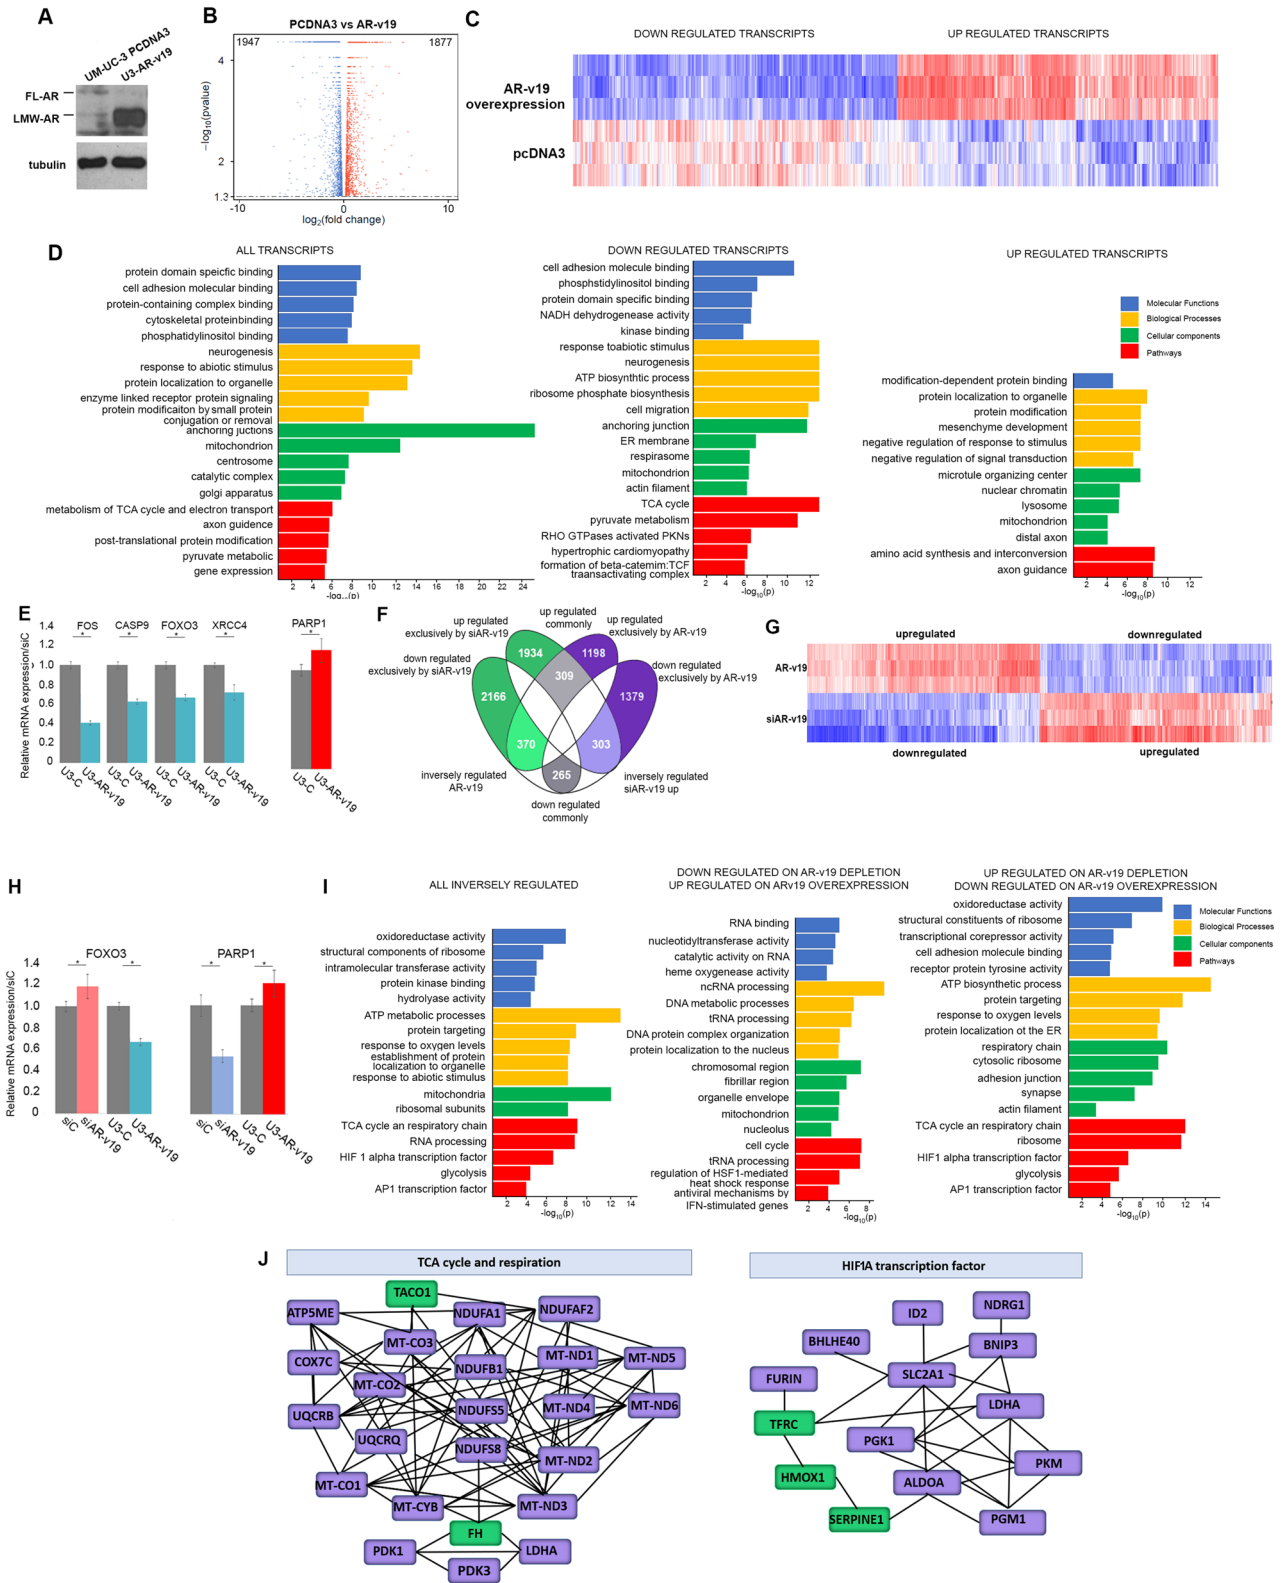 A
UM-UC-3 PCDNA3
U3-AR-v19
FL-AR
LMW-AR
tubulin
B
PCDNA3 vs AR-v19
1947
1877
4
2
1.3
-10
0
10
−log10(pvalue)
log2(fold change)
C
DOWN REGULATED TRANSCRIPTS
UP REGULATED TRANSCRIPTS
AR-v19
overexpression
pcDNA3
D
ALL TRANSCRIPTS
protein domain speicfic binding
cell adhesion molecular binding
protein-containing complex binding
cytoskeletal proteinbinding
phosphatidylinositol binding
neurogenesis
response to abiotic stimulus
protein localization to organelle
enzyme linked receptor protein signaling
protein modificaiton by small protein
conjugation or removal
anchoring juctions
mitochondrion
centrosome
catalytic complex
golgi apparatus
metabolism of TCA cycle and electron transport
axon guidance
post-translational protein modification
pyruvate metabolic
gene expression
2 4 6 8 10 12 14 16 18 20 22 24
-log10(p)
DOWN REGULATED TRANSCRIPTS
cell adhesion molecule binding
phosphstidylinositol binding
protein domain specific binding
NADH dehydrogenase activity
kinase binding
response toabiotic stimulus
neurogenesis
ATP biosynthtic process
ribosome phosphate biosynthesis
cell migration
anchoring junction
ER membrane
respirasome
mitochondrion
actin filament
TCA cycle
pyruvate metabolism
RHO GTPases activated PKNs
hypertrophic cardiomyopathy
formation of beta-catemim:TCF
transactivating complex
2 4 6 8 10 12
-log10(p)
UP REGULATED TRANSCRIPTS
Molecular Functions
Biological Processes
Cellular components
Pathways
modification-dependent protein binding
protein localization to organelle
protein modification
mesenchyme development
negative regulation of response to stimulus
negative regulation of signal transduction
microtule organizing center
nuclear chromatin
lysosome
mitochondrion
distal axon
amino acid synthesis and interconversion
axon guidance
2 4 6 8 10 12
-log10(p)
E
Relative mRNA expression/siC
1.4
1.2
1.0
0.8
0.6
0.4
0.2
0
FOS CASP9 FOXO3 XRCC4 PARP1
* * * * *
U3-C
U3-AR-v19
U3-C
U3-AR-v19
U3-C
U3-AR-v19
U3-C
U3-AR-v19
U3-C
U3-AR-v19
F
up regulated
exclusively by siAR-v19
up regulated
commonly
up regulated
exclusively by AR-v19
down regulated
exclusively by siAR-v19
down regulated
exclusively by AR-v19
1934
1198
309
2166
1379
370
303
265
inversely regulated
AR-v19
inversely regulated
siAR-v19 up
down regulated
commonly
G
upregulated
downregulated
AR-v19
siAR-v19
downregulated
upregulated
H
Relative mRNA expression/siC
1.4
1.2
1.0
0.8
0.6
0.4
0.2
0
FOXO3
PARP1
* * * *
siC
siAR-v19
U3-C
U3-AR-v19
siC
siAR-v19
U3-C
U3-AR-v19
I
ALL INVERSELY REGULATED
oxidoreductase activity
structural components of ribosome
intramolecular transferase activity
protein kinase binding
hydrolyase activity
ATP metabolic processes
protein targeting
response to oxygen levels
establishment of protein
localization to organelle
response to abiotic stimulus
mitochondria
ribosomal subunits
TCA cycle an respiratory chain
RNA processing
HIF 1 alpha transcription factor
glycolysis
AP1 transcription factor
2 4 6 8 10 12 14
-log10(p)
DOWN REGULATED ON AR-v19 DEPLETION
UP REGULATED ON ARv19 OVEREXPRESSION
RNA binding
nucleotidyltransferase activity
catalytic activity on RNA
heme oxygenase activity
ncRNA processing
DNA metabolic processes
tRNA processing
DNA protein complex organization
protein localization to the nucleus
chromosomal region
fibrillar region
organelle envelope
mitochondrion
nucleolus
cell cycle
tRNA processing
regulation of HSF1-mediated
heat shock response
antiviral mechanisms by
IFN-stimulated genes
2 4 6 8
-log10(p)
UP REGULATED ON AR-v19 DEPLETION
DOWN REGULATED ON AR-v19 OVEREXPRESSION
oxidoreductase activity
structural constituents of ribosome
transcriptional corepressor activity
cell adhesion molecule binding
receptor protein tyrosine activity
ATP biosynthetic process
protein targeting
response to oxygen levels
protein localization ot the ER
respiratory chain
cytosolic ribosome
adhesion junction
synapse
actin filament
TCA cycle an respiratory chain
ribosome
HIF1 alpha transcription factor
glycolysis
AP1 transcription factor
2 4 6 8 10 12 14
-log10(p)
Molecular Functions
Biological Processes
Cellular components
Pathways
J
TCA cycle and respiration
TACO1
ATP5ME
NDUFA1
NDUFAF2
MT-CO3
COX7C
NDUFB1
MT-ND1
MT-ND5
MT-CO2
UQCRB
NDUFS5
MT-ND4
MT-ND6
UQCRQ
NDUFS8
MT-ND2
MT-CO1
MT-CYB
MT-ND3
FH
PDK1
LDHA
PDK3
HIF1A transcription factor
ID2
NDRG1
BHLHE40
BNIP3
FURIN
SLC2A1
LDHA
TFRC
PGK1
PKM
HMOX1
ALDOA
SERPINE1
PGM1